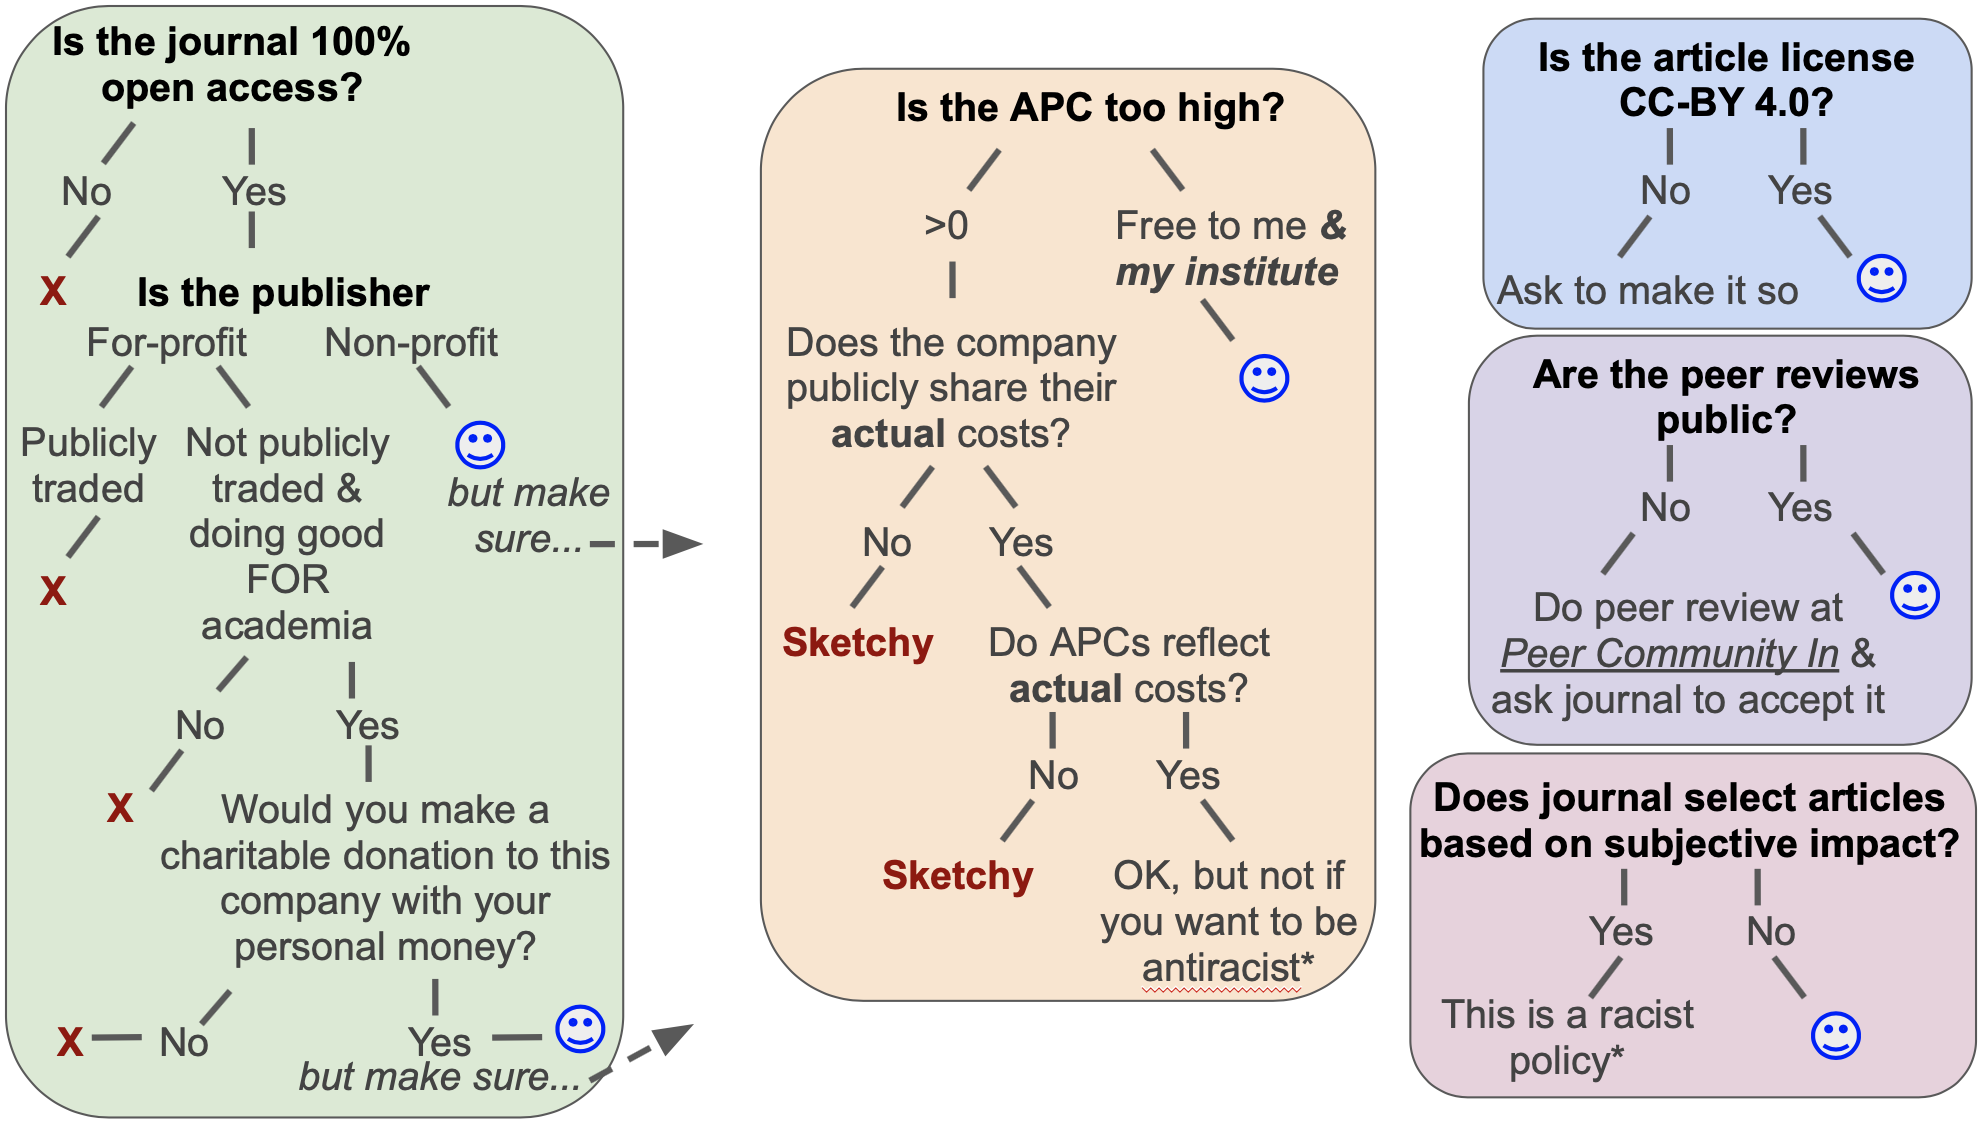 Is the journal 100%
open access?
No
Yes
X
Is the publisher
For-profit
Non-profit
Publicly
traded
X
Not publicly
traded &
doing good
FOR
academia
but make
sure...
No
Yes
X
Would you make a
charitable donation to this
company with your
personal money?
X
No
Yes
but make sure...
Is the APC too high?
>0
Free to me &
my institute
Does the company
publicly share their
actual costs?
No
Yes
Sketchy
Do APCs reflect
actual costs?
No
Yes
Sketchy
OK, but not if
you want to be
antiracist*
Is the article license
CC-BY 4.0?
No
Yes
Ask to make it so
Are the peer reviews
public?
No
Yes
Do peer review at
Peer Community In &
ask journal to accept it
Does journal select articles
based on subjective impact?
Yes
No
This is a racist
policy*